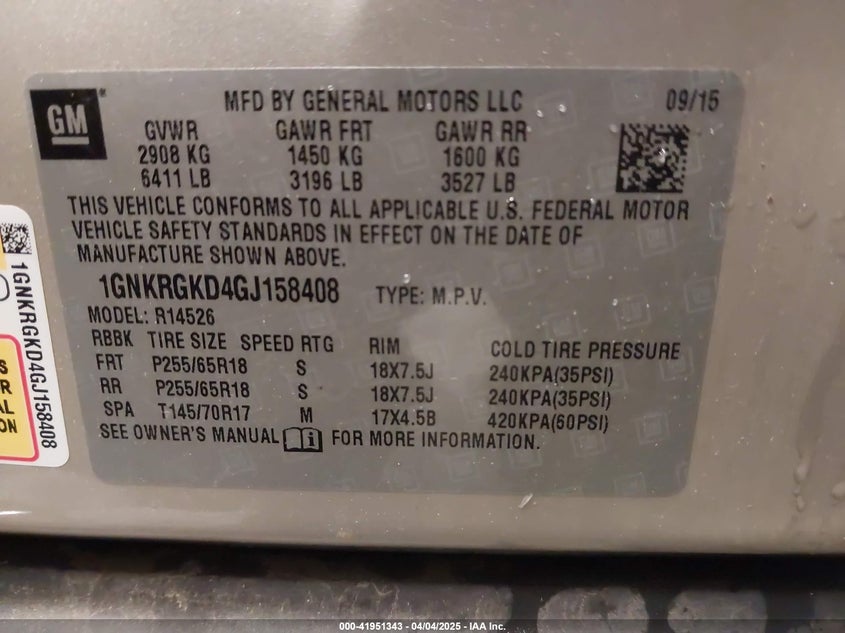 GM
MFD BY GENERAL MOTORS LLC 09/15
GVWR GAWR FRT GAWR RR
2908 KG 1450 KG 1600 KG
6411 LB 3196 LB 3527 LB
THIS VEHICLE CONFORMS TO ALL APPLICABLE U.S. FEDERAL MOTOR
VEHICLE SAFETY STANDARDS IN EFFECT ON THE DATE OF
MANUFACTURE SHOWN ABOVE.
1GNKRGKD4GJ158408 TYPE: M.P.V.
MODEL: R14526
RBBK TIRE SIZE SPEED RTG RIM COLD TIRE PRESSURE
FRT P255/65R18 S 18X7.5J 240KPA(35PSI)
RR P255/65R18 S 18X7.5J 240KPA(35PSI)
SPA T145/70R17 M 17X4.5B 420KPA(60PSI)
SEE OWNER'S MANUAL FOR MORE INFORMATION.
1GNKRGKD4GJ158408
S
R
AL
ON
000-41951343 - 04/04/2025 - IAA Inc.